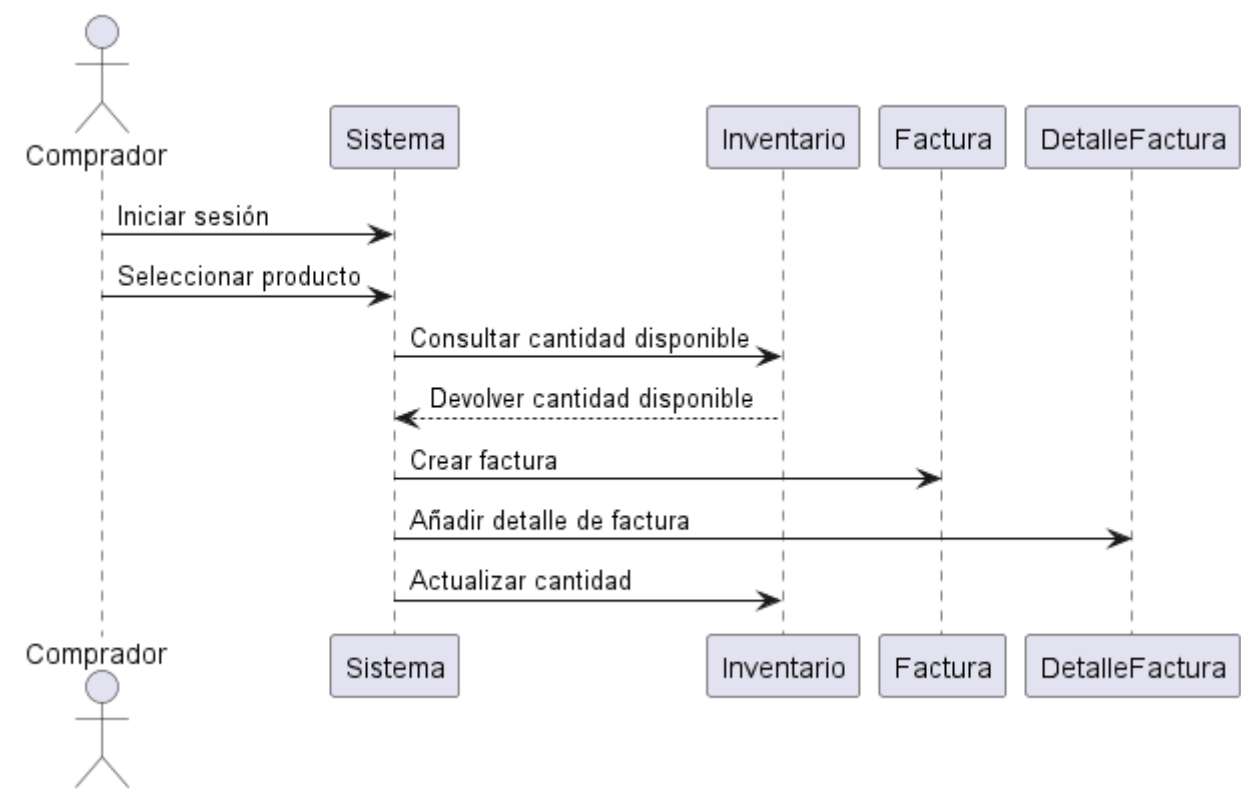 Comprador
Sistema
Inventario
Factura
DetalleFactura
Iniciar sesión
Seleccionar producto
Consultar cantidad disponible
Devolver cantidad disponible
Crear factura
Añadir detalle de factura
Actualizar cantidad
Comprador
Sistema
Inventario
Factura
DetalleFactura